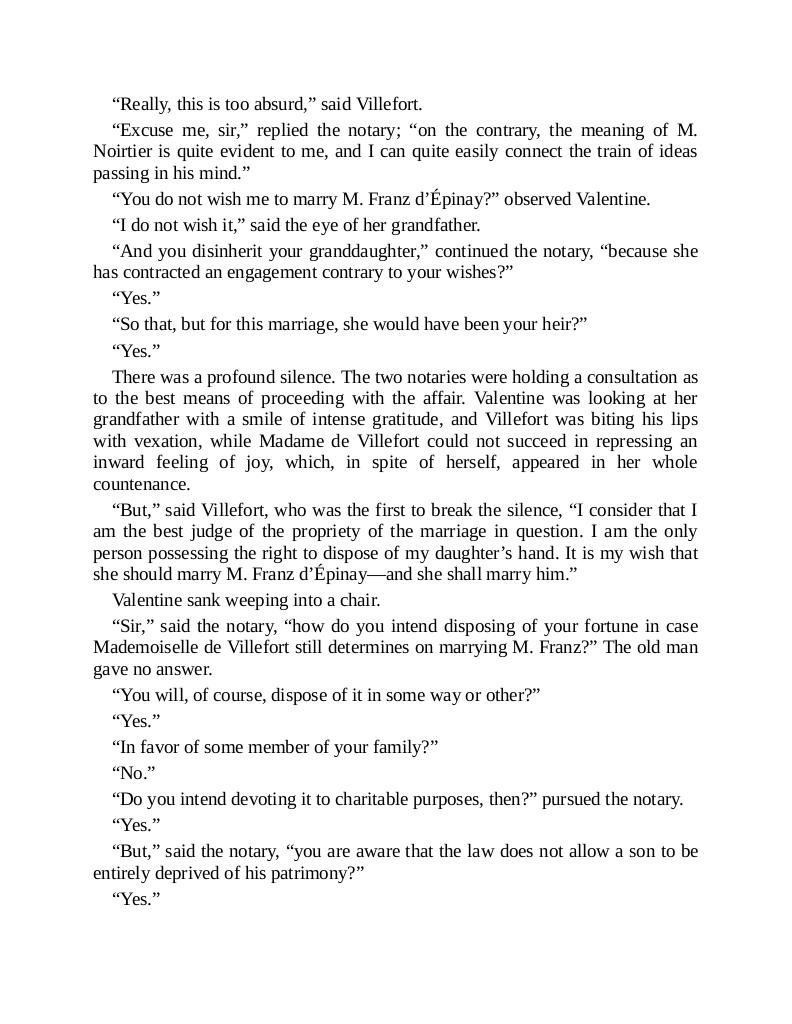 “Really, this is too absurd,” said Villefort.
“Excuse me, sir,” replied the notary; “on the contrary, the meaning of M.
Noirtier is quite evident to me, and I can quite easily connect the train of ideas
passing in his mind.”
“You do not wish me to marry M. Franz d’Épinay?” observed Valentine.
“I do not wish it,” said the eye of her grandfather.
“And you disinherit your granddaughter,” continued the notary, “because she
has contracted an engagement contrary to your wishes?”
“Yes.”
“So that, but for this marriage, she would have been your heir?”
“Yes.”
There was a profound silence. The two notaries were holding a consultation as
to the best means of proceeding with the affair. Valentine was looking at her
grandfather with a smile of intense gratitude, and Villefort was biting his lips
with vexation, while Madame de Villefort could not succeed in repressing an
inward feeling of joy, which, in spite of herself, appeared in her whole
countenance.
“But,” said Villefort, who was the first to break the silence, “I consider that I
am the best judge of the propriety of the marriage in question. I am the only
person possessing the right to dispose of my daughter’s hand. It is my wish that
she should marry M. Franz d’Épinay—and she shall marry him.”
Valentine sank weeping into a chair.
“Sir,” said the notary, “how do you intend disposing of your fortune in case
Mademoiselle de Villefort still determines on marrying M. Franz?” The old man
gave no answer.
“You will, of course, dispose of it in some way or other?”
“Yes.”
“In favor of some member of your family?”
“No.”
“Do you intend devoting it to charitable purposes, then?” pursued the notary.
“Yes.”
“But,” said the notary, “you are aware that the law does not allow a son to be
entirely deprived of his patrimony?”
“Yes.”